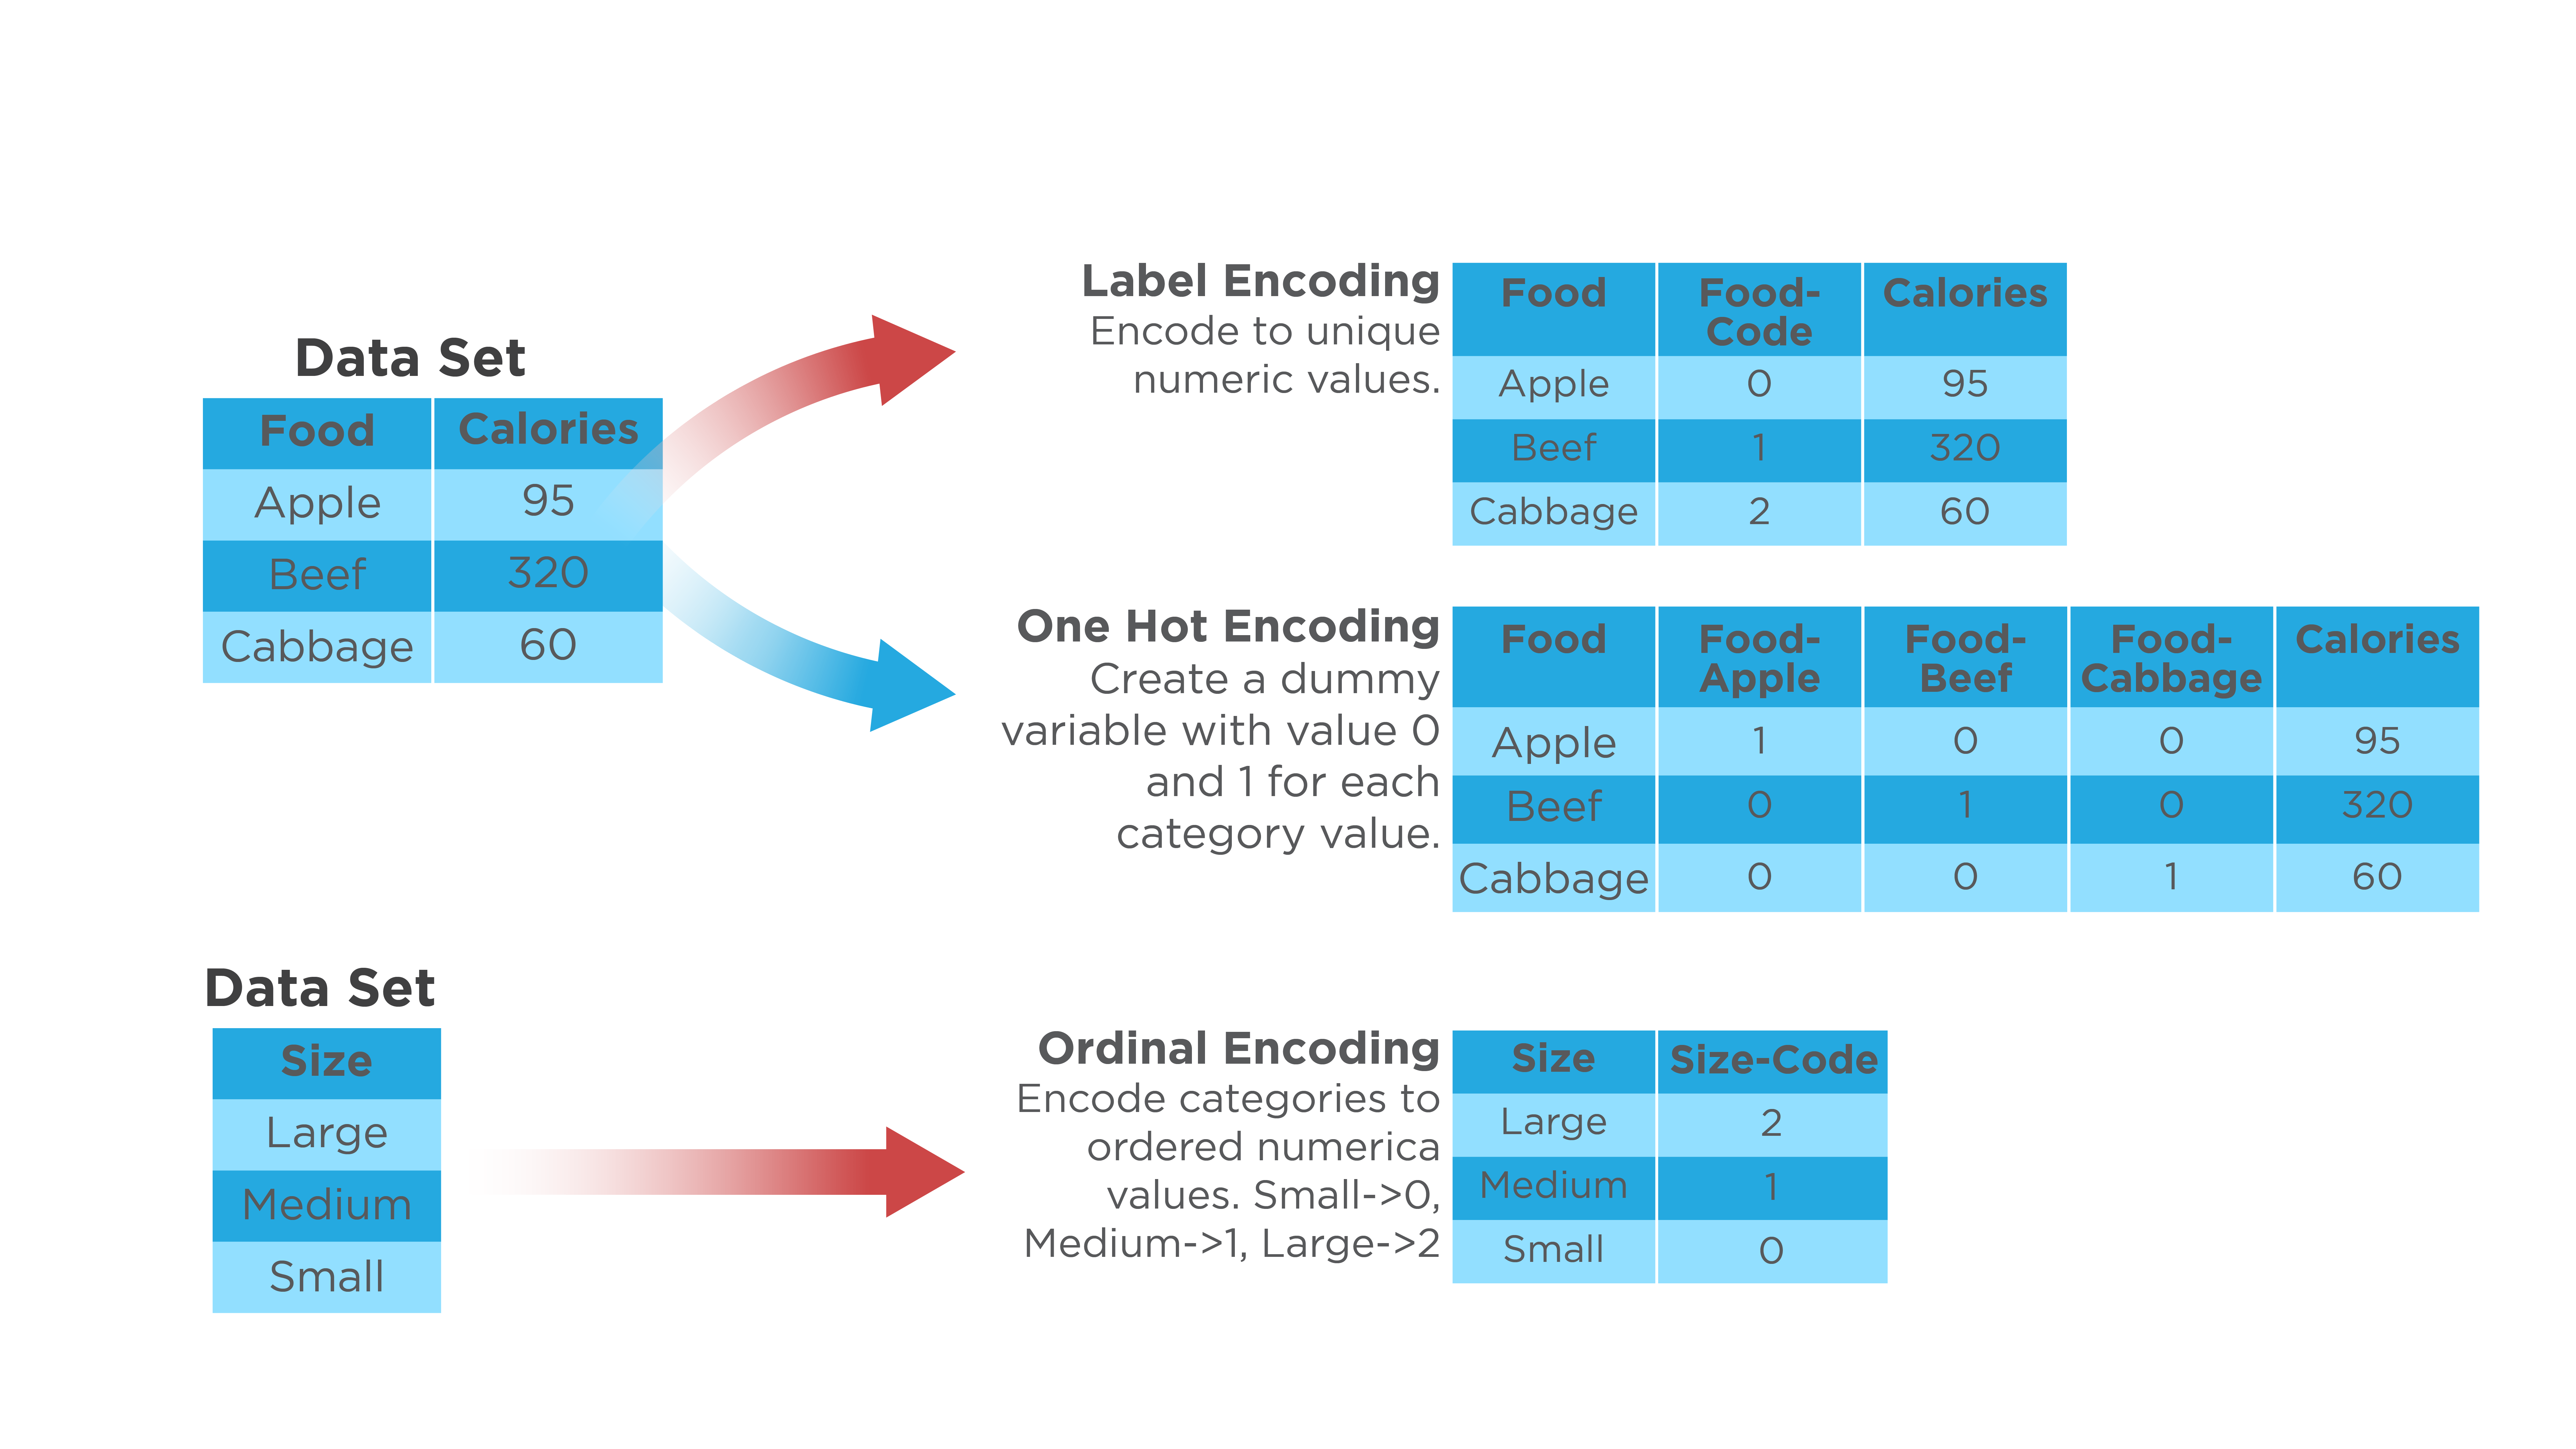 Data Set
Food Calories
Apple 95
Beef 320
Cabbage 60
Label Encoding
Encode to unique
numeric values.
Food Food- Calories
Code
Apple 0 95
Beef 1 320
Cabbage 2 60
One Hot Encoding
Create a dummy
variable with value 0
and 1 for each
category value.
Food Food- Food- Food- Calories
Apple Beef Cabbage
Apple 1 0 0 95
Beef 0 1 0 320
Cabbage 0 0 1 60
Data Set
Size
Large
Medium
Small
Ordinal Encoding
Encode categories to
ordered numerica
values. Small->0,
Medium->1, Large->2
Size Size-Code
Large 2
Medium 1
Small 0